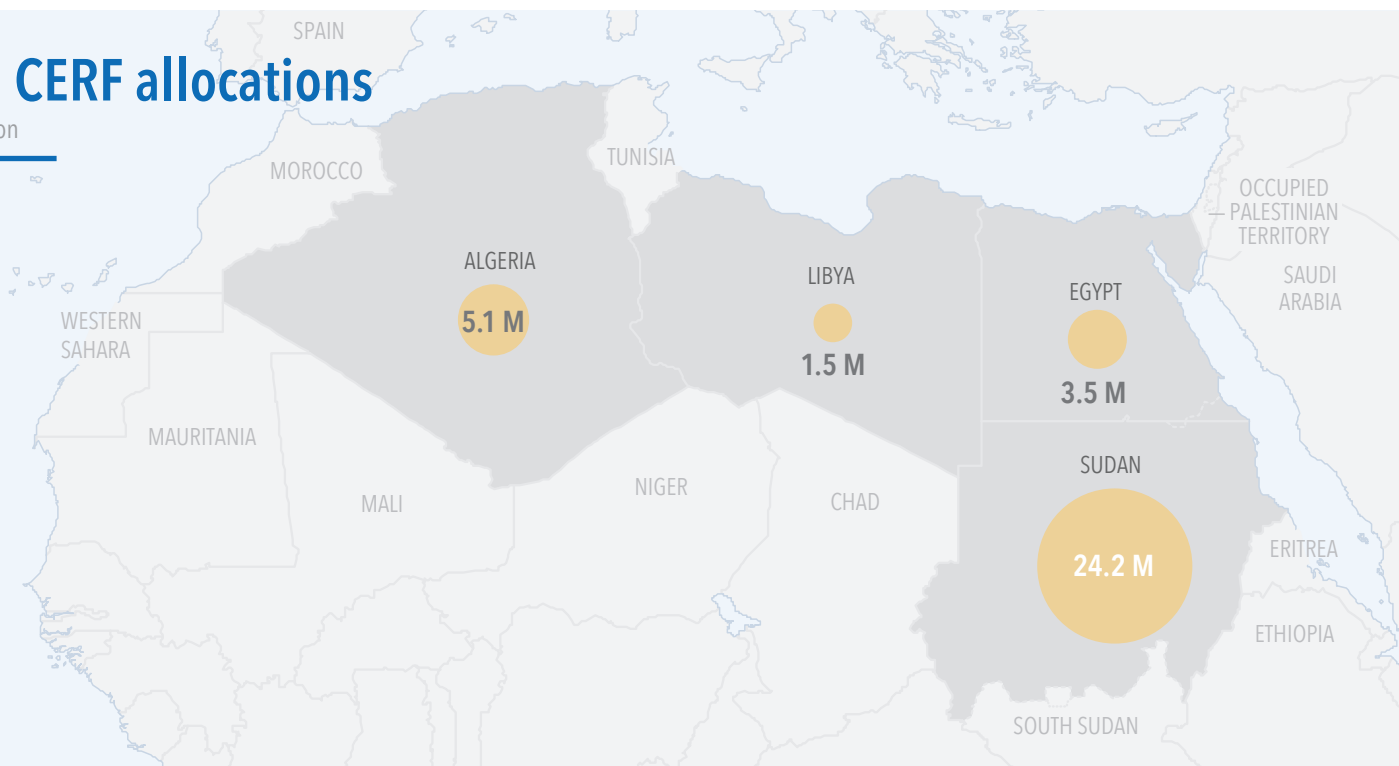 SPAIN
CERF allocations
on
MOROCCO
TUNISIA
OCCUPIED
PALESTINIAN
TERRITORY
ALGERIA
5.1 M
LIBYA
1.5 M
EGYPT
3.5 M
SAUDI
ARABIA
WESTERN
SAHARA
MAURITANIA
MALI
NIGER
CHAD
SUDAN
24.2 M
ERITREA
ETHIOPIA
SOUTH SUDAN